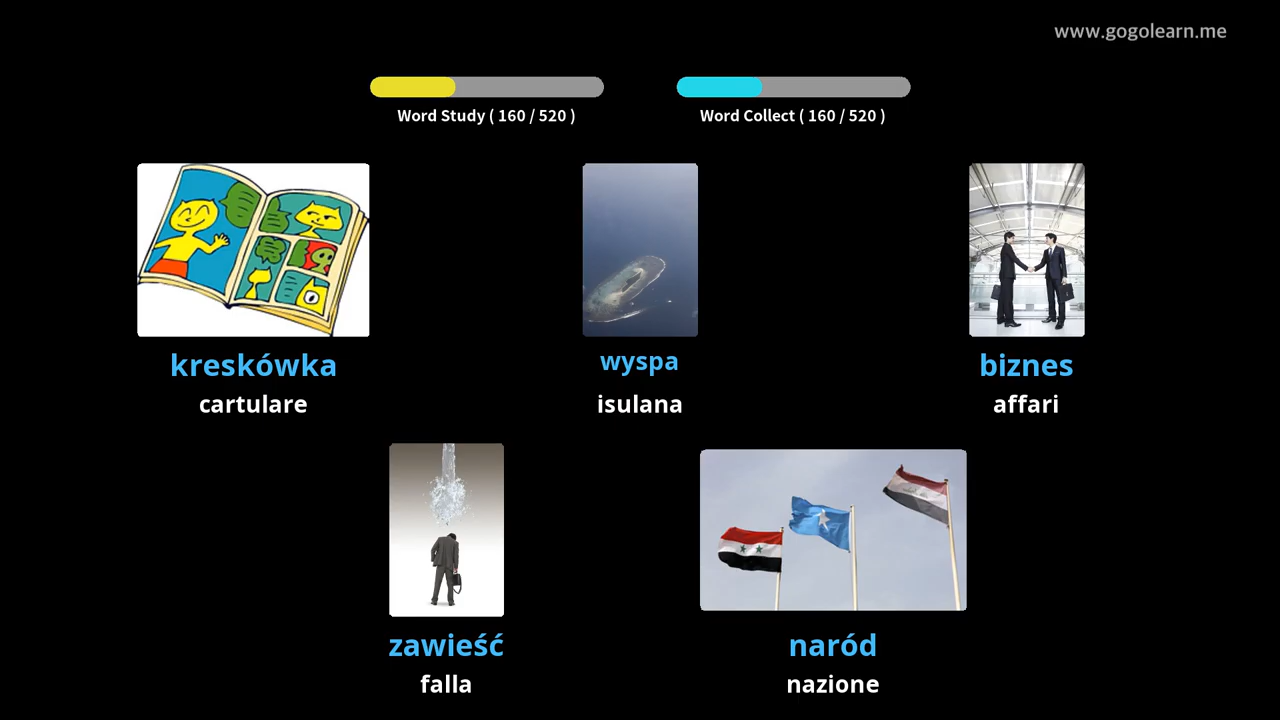 www.gogolearn.me
Word Study ( 160 / 520 )
Word Collect ( 160 / 520 )
kreskówka
cartulare
wyspa
isulana
biznes
affari
zawieść
falla
naród
nazione